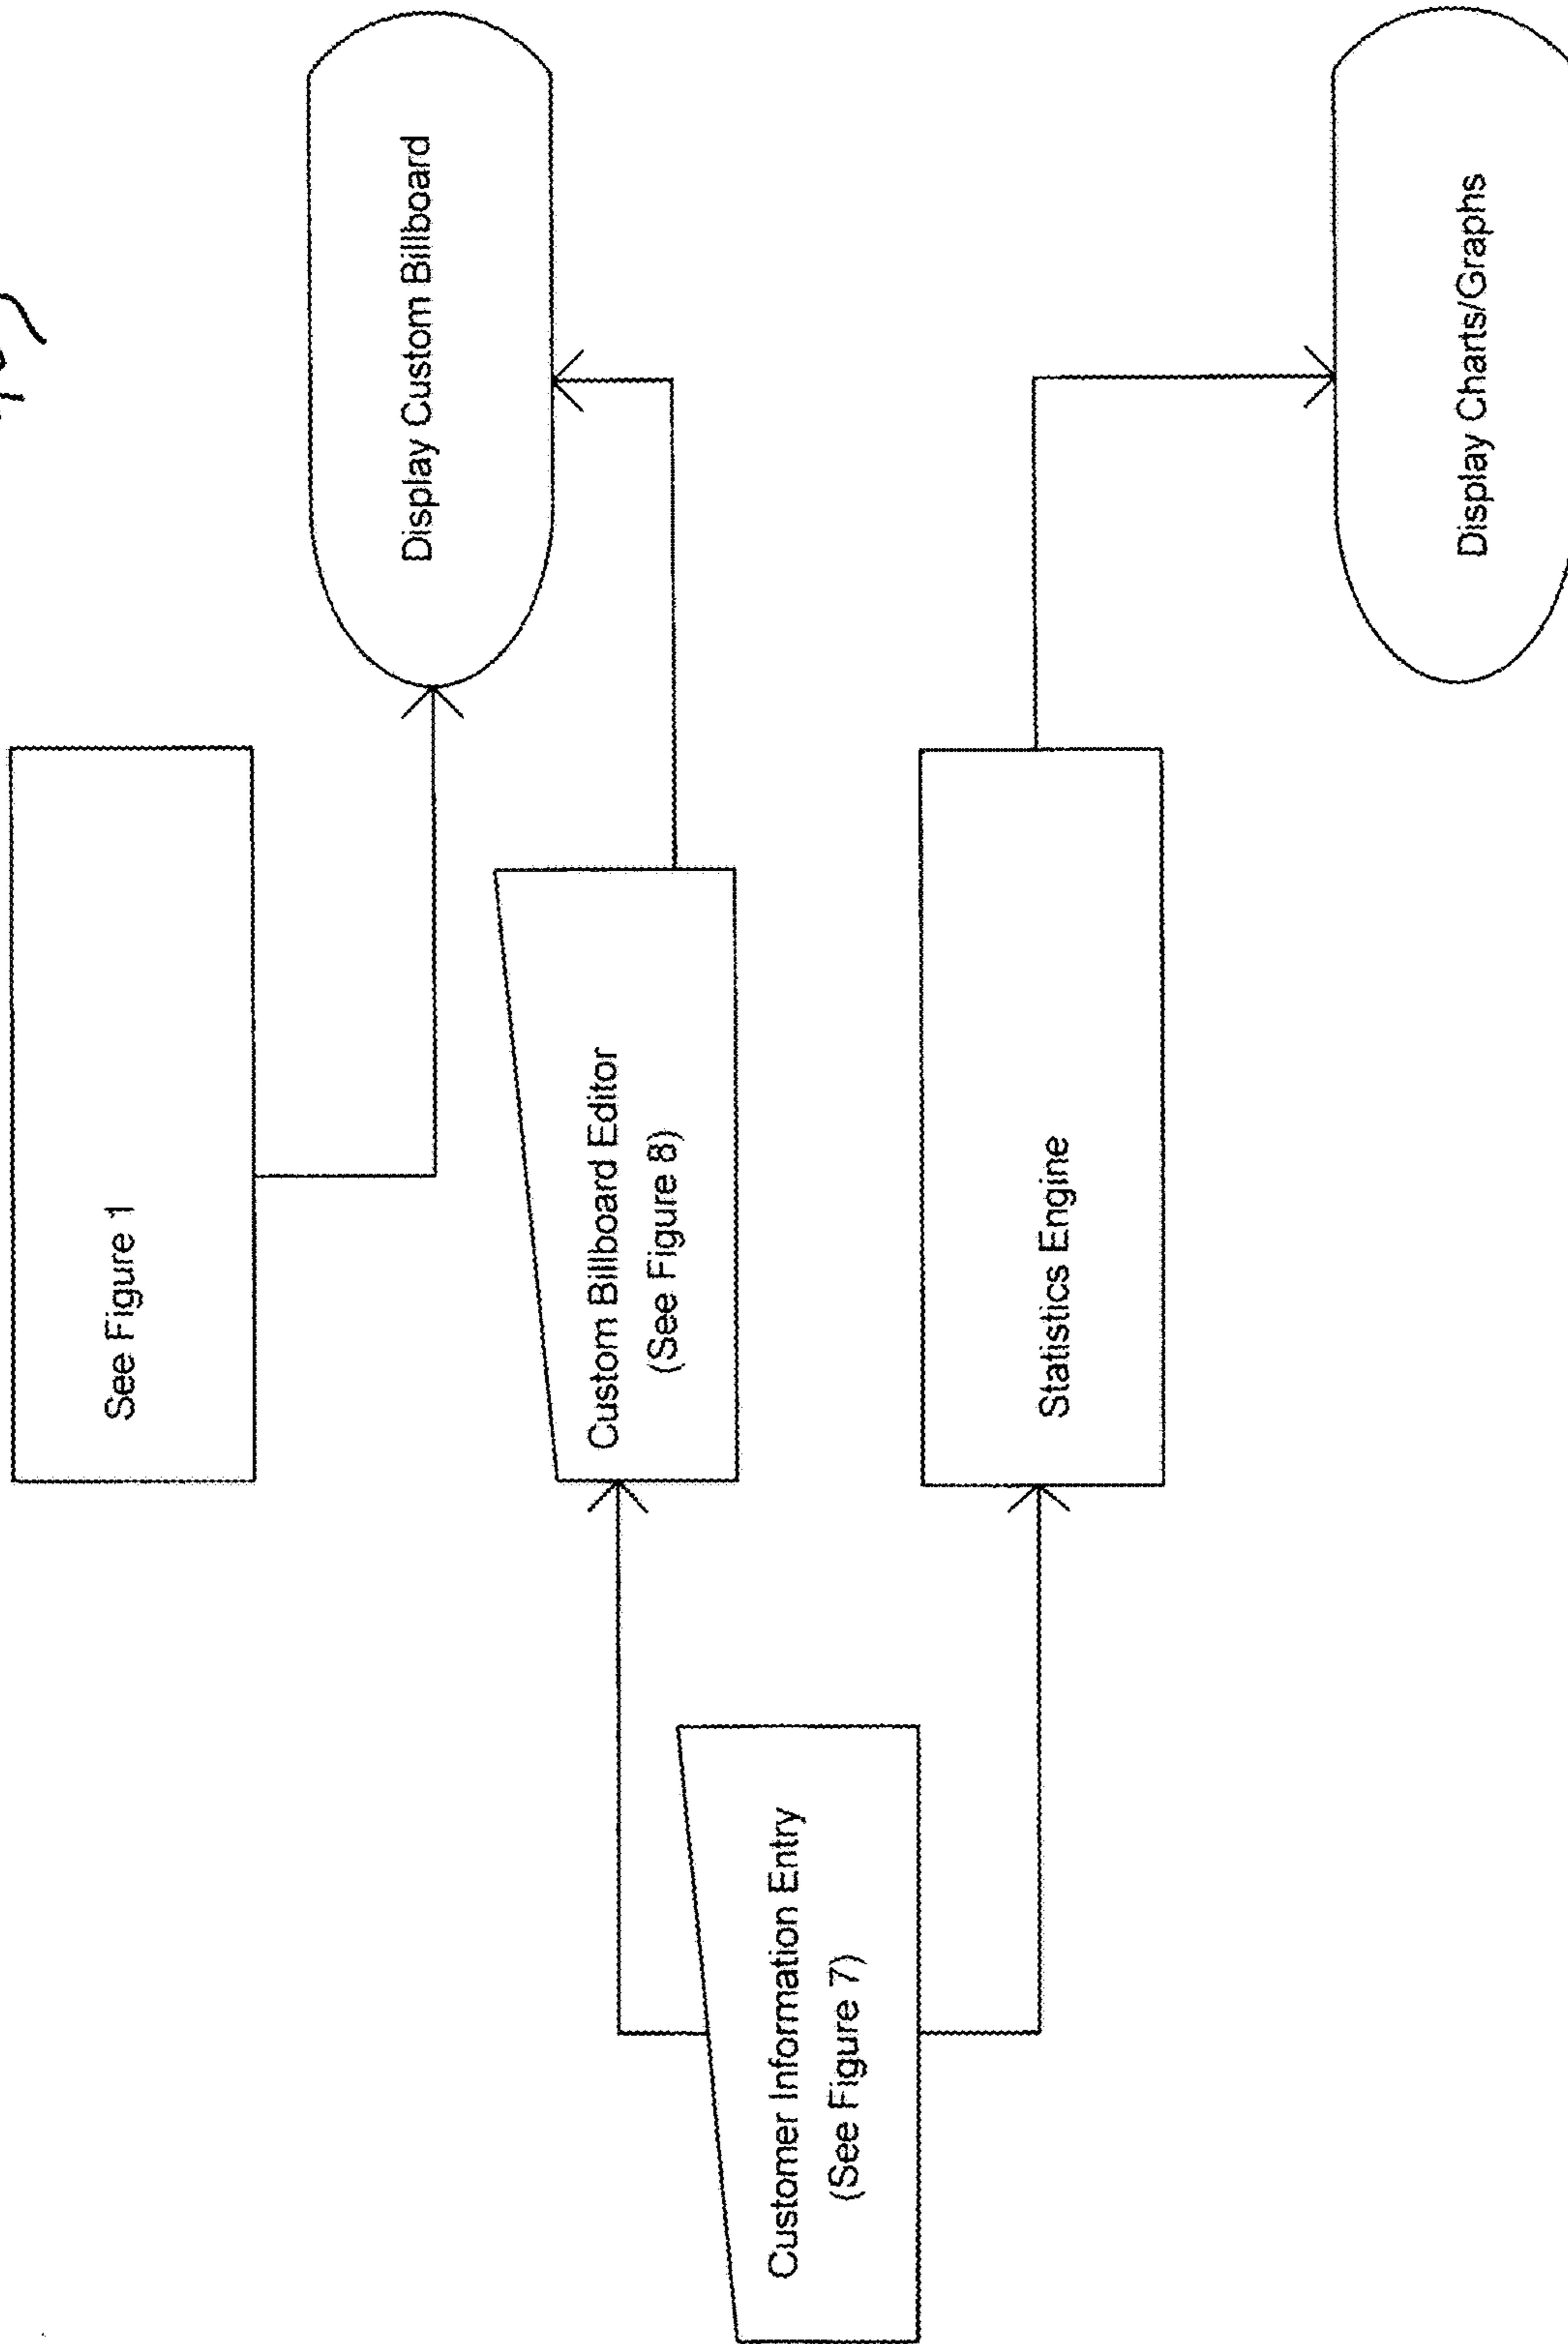 See Figure 1
Display Custom Billboard
Custom Billboard Editor
(See Figure 8)
Customer Information Entry
(See Figure 7)
Statistics Engine
Display Charts/Graphs